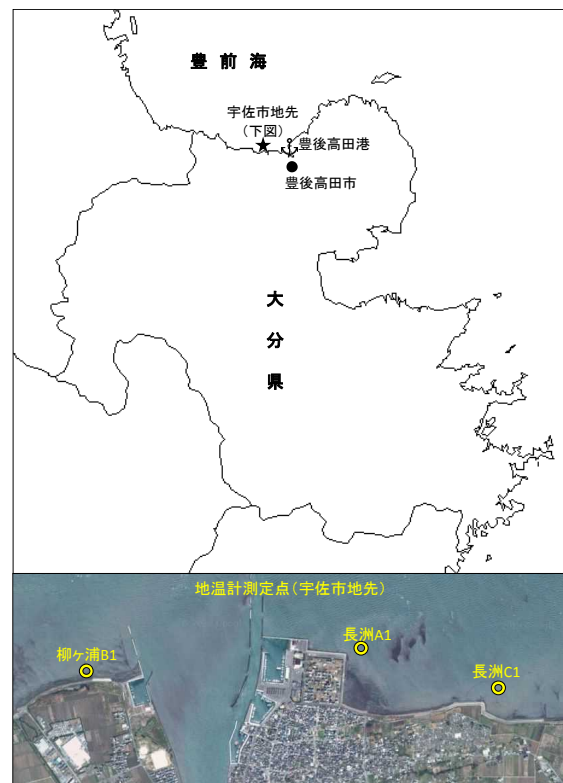 豊前海
宇佐市地先
（下図）
豊後高田港
豊後高田市
大
分
県
地温計測定点（宇佐市地先）
長洲A1
柳ヶ浦B1
長洲C1